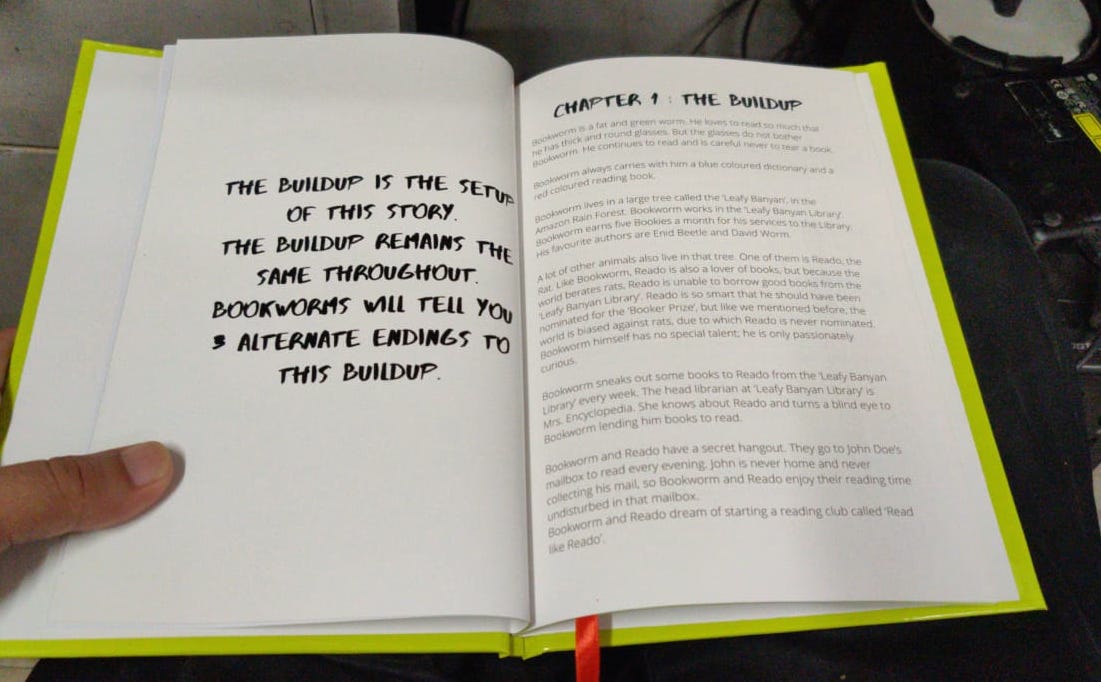 THE BUILDUP IS THE SETUP
OF THIS STORY.
THE BUILDUP REMAINS THE
SAME THROUGHOUT.
BOOKWORMS WILL TELL YOU
3 ALTERNATE ENDINGS TO
THIS BUILDUP.
CHAPTER 1 : THE BUILDUP
Bookworm is a fat and green worm. He loves to read so much that
he has thick and round glasses. But the glasses do not bother
Bookworm. He continues to read and is careful never to tear a book.
Bookworm always carries with him a blue coloured dictionary and a
red coloured reading book.
Bookworm lives in a large tree called the 'Leafy Banyan', in the
Amazon Rain Forest. Bookworm works in the 'Leafy Banyan Library'.
Bookworm earns five Bookies a month for his services to the Library.
His favourite authors are Enid Beetle and David Worm.
A lot of other animals also live in that tree. One of them is Reado, the
Rat. Like Bookworm, Reado is also a lover of books, but because the
world berates rats, Reado is unable to borrow good books from the
'Leafy Banyan Library'. Reado is so smart that he should have been
nominated for the 'Booker Prize', but like we mentioned before, the
world is biased against rats, due to which Reado is never nominated.
Bookworm himself has no special talent; he is only passionately
curious.
Bookworm sneaks out some books to Reado from the 'Leafy Banyan
Library' every week. The head librarian at 'Leafy Banyan Library' is
Mrs. Encyclopedia. She knows about Reado and turns a blind eye to
Bookworm lending him books to read.
Bookworm and Reado have a secret hangout. They go to John Doe's
mailbox to read every evening. John is never home and never
collecting his mail, so Bookworm and Reado enjoy their reading time
undisturbed in that mailbox.
Bookworm and Reado dream of starting a reading club called 'Read
like Reado'.